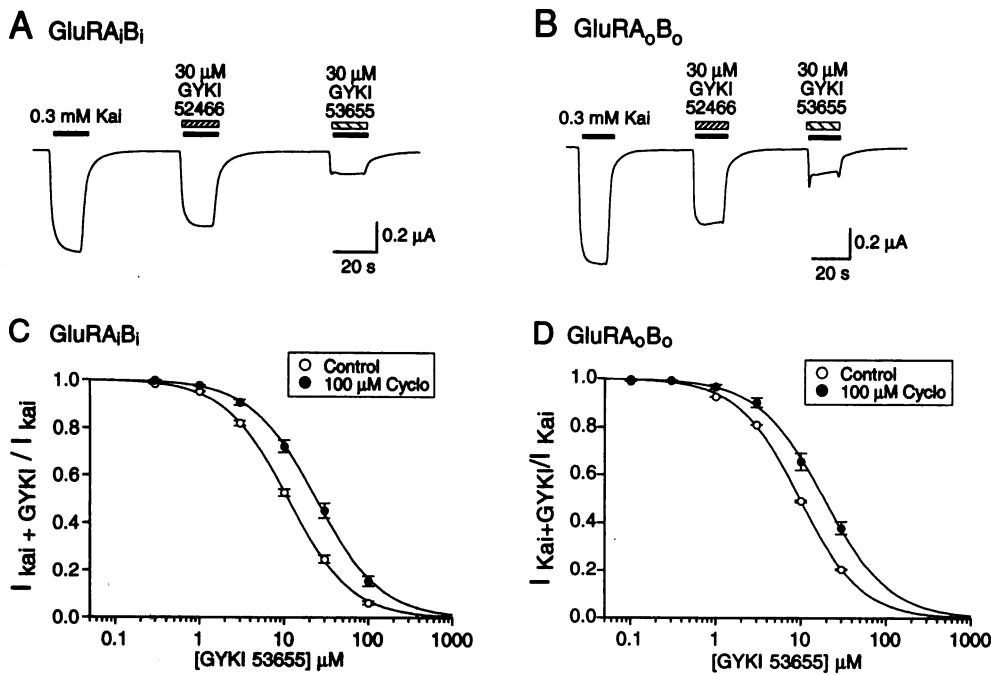 A GluRAiBi
0.3 mM Kai
30 µM
GYKI
52466
30 µM
GYKI
53655
0.2 µA
20 s
B GluRAoBo
0.3 mM Kai
30 µM
GYKI
52466
30 µM
GYKI
53655
0.2 µA
20 s
C GluRAiBi
Control
100 µM Cyclo
I kai + GYKI / I kai
1.0
0.8
0.6
0.4
0.2
0.0
0.1 1 10 100 1000
[GYKI 53655] µM
D GluRAoBo
Control
100 µM Cyclo
I Kai+GYKI/I Kai
1.0
0.8
0.6
0.4
0.2
0.0
0.1 1 10 100 1000
[GYKI 53655] µM